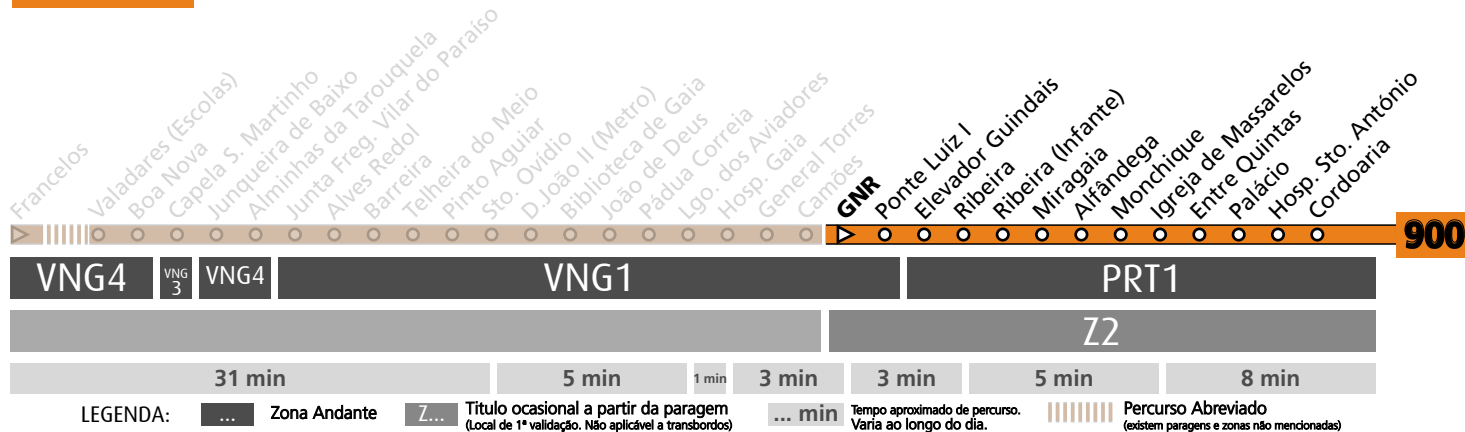 Francelos
Valadares (Escolas)
Boa Nova
Capela S. Martinho
Junqueira de Baixo
Alminhas da Tarouquela
Junta Freg. Vilar do Paraíso
Alves Redol
Barreira
Telheira do Meio
Pinto Aguiar
Sto. Ovídio
D.João II (Metro)
Biblioteca de Gaia
João de Deus
Pádua Correia
Lgo. dos Aviadores
Hosp. Gaia
General Torres
Camões
GNR
Ponte Luíz I
Elevador Guindais
Ribeira
Ribeira (Infante)
Miragaia
Alfândega
Monchique
Igreja de Massarelos
Entre Quintas
Palácio
Hosp. Sto. António
Cordoaria
900
VNG4 VNG 3 VNG4 VNG1 PRT1
Z2
31 min 5 min 1 min 3 min 3 min 5 min 8 min
LEGENDA: ... Zona Andante Z... Titulo ocasional a partir da paragem ... min Tempo aproximado de percurso. Percurso Abreviado
(Local de 1ª validação. Não aplicável a transbordos) Varia ao longo do dia. (existem paragens e zonas não mencionadas)